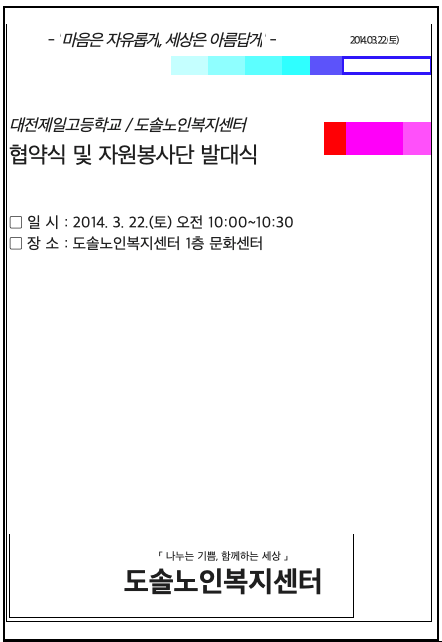 - '마음은 자유롭게, 세상은 아름답게' -
2014.03.22.(토)
대전제일고등학교 / 도솔노인복지센터
협약식 및 자원봉사단 발대식
□ 일 시 : 2014. 3. 22.(토) 오전 10:00~10:30
□ 장 소 : 도솔노인복지센터 1층 문화센터
「 나누는 기쁨, 함께하는 세상 」
도솔노인복지센터